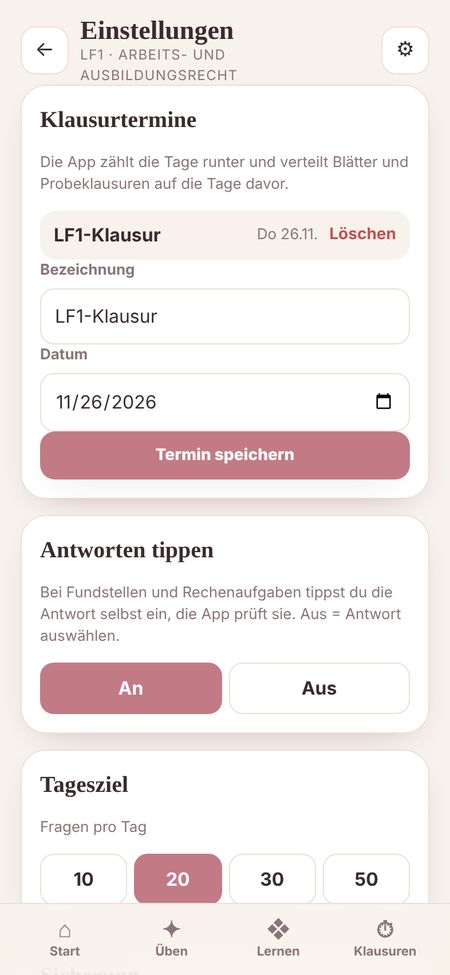 Einstellungen
LF1 · ARBEITS- UND
AUSBILDUNGSRECHT
Klausurtermine
Die App zählt die Tage runter und verteilt Blätter und
Probeklausuren auf die Tage davor.
LF1-Klausur Do 26.11. Löschen
Bezeichnung
LF1-Klausur
Datum
11/26/2026
Termin speichern
Antworten tippen
Bei Fundstellen und Rechenaufgaben tippst du die
Antwort selbst ein, die App prüft sie. Aus = Antwort
auswählen.
An Aus
Tagesziel
Fragen pro Tag
10 20 30 50
Start Üben Lernen Klausuren
Sicherung